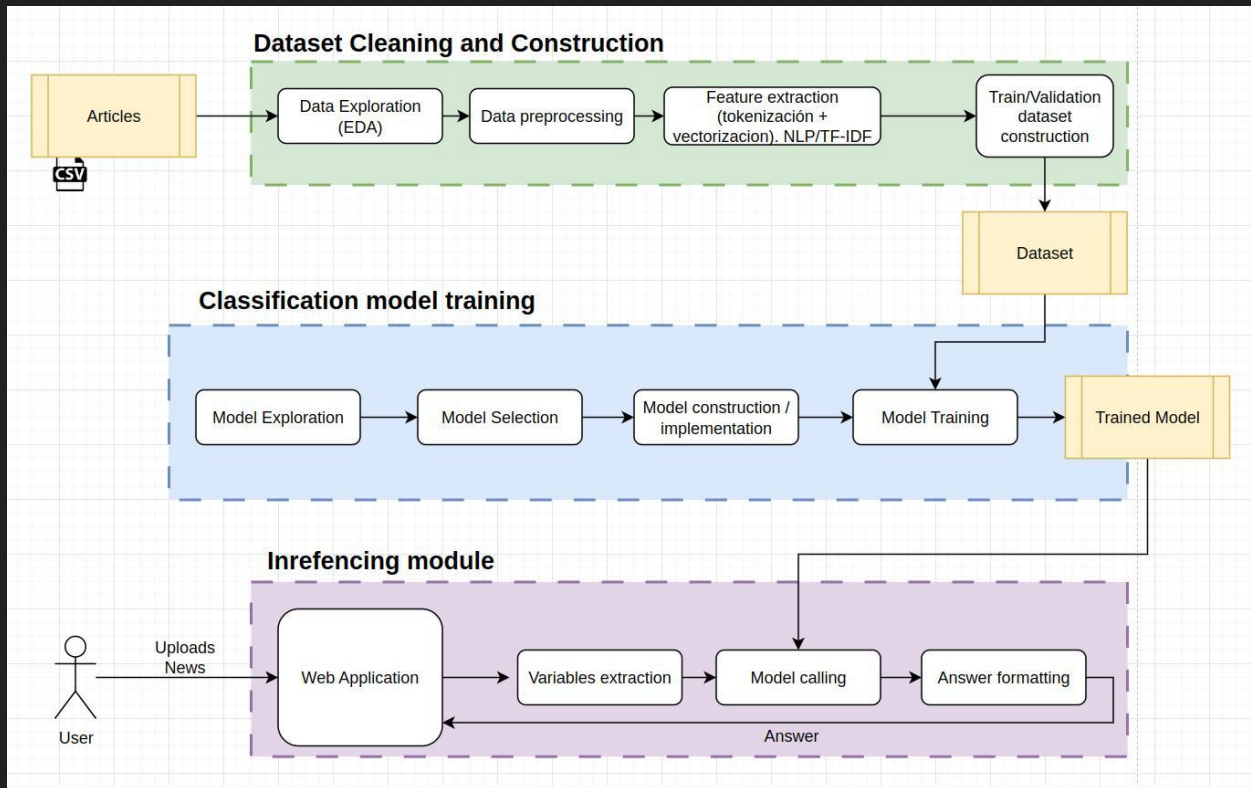 Dataset Cleaning and Construction
Articles
CSV
Data Exploration
(EDA)
Data preprocessing
Feature extraction
(tokenización +
vectorizacion). NLP/TF-IDF
Train/Validation
dataset
construction
Dataset
Classification model training
Model Exploration
Model Selection
Model construction /
implementation
Model Training
Trained Model
Inrefencing module
User
Uploads
News
Web Application
Variables extraction
Model calling
Answer formatting
Answer